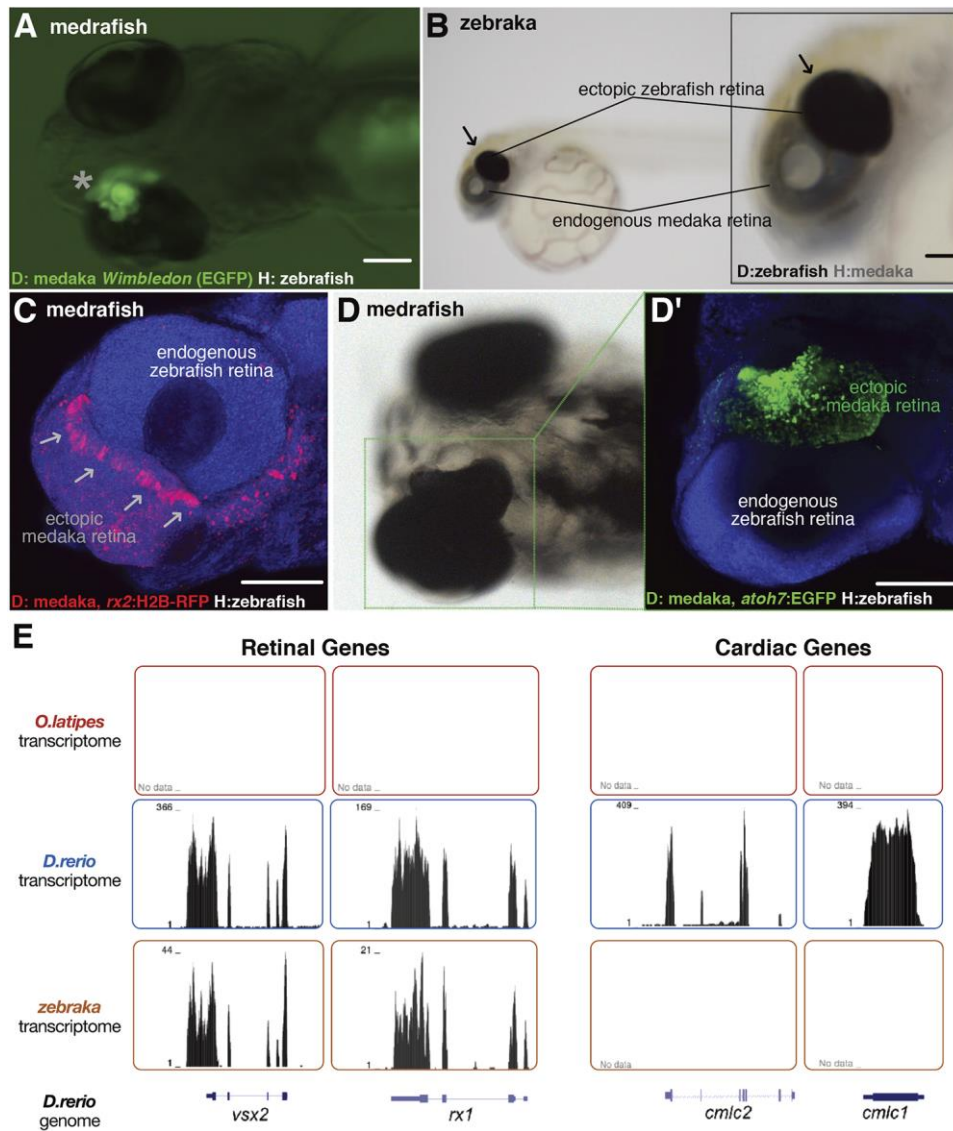 A medrafish
*
D: medaka Wimbledon (EGFP) H: zebrafish
B zebraka
ectopic zebrafish retina
endogenous medaka retina
D:zebrafish H:medaka
C medrafish
endogenous
zebrafish retina
ectopic
medaka retina
D: medaka, rx2:H2B-RFP H:zebrafish
D medrafish
D'
ectopic
medaka retina
endogenous
zebrafish retina
D: medaka, atoh7:EGFP H:zebrafish
E
Retinal Genes
Cardiac Genes
O.latipes
transcriptome
No data _
No data _
No data _
No data _
D.rerio
transcriptome
366 _
1 _
169 _
1 _
409 _
1 _
394 _
1 _
zebraka
transcriptome
44 _
1 _
21 _
1 _
No data _
No data _
D.rerio
genome
vsx2
rx1
cmlc2
cmlc1